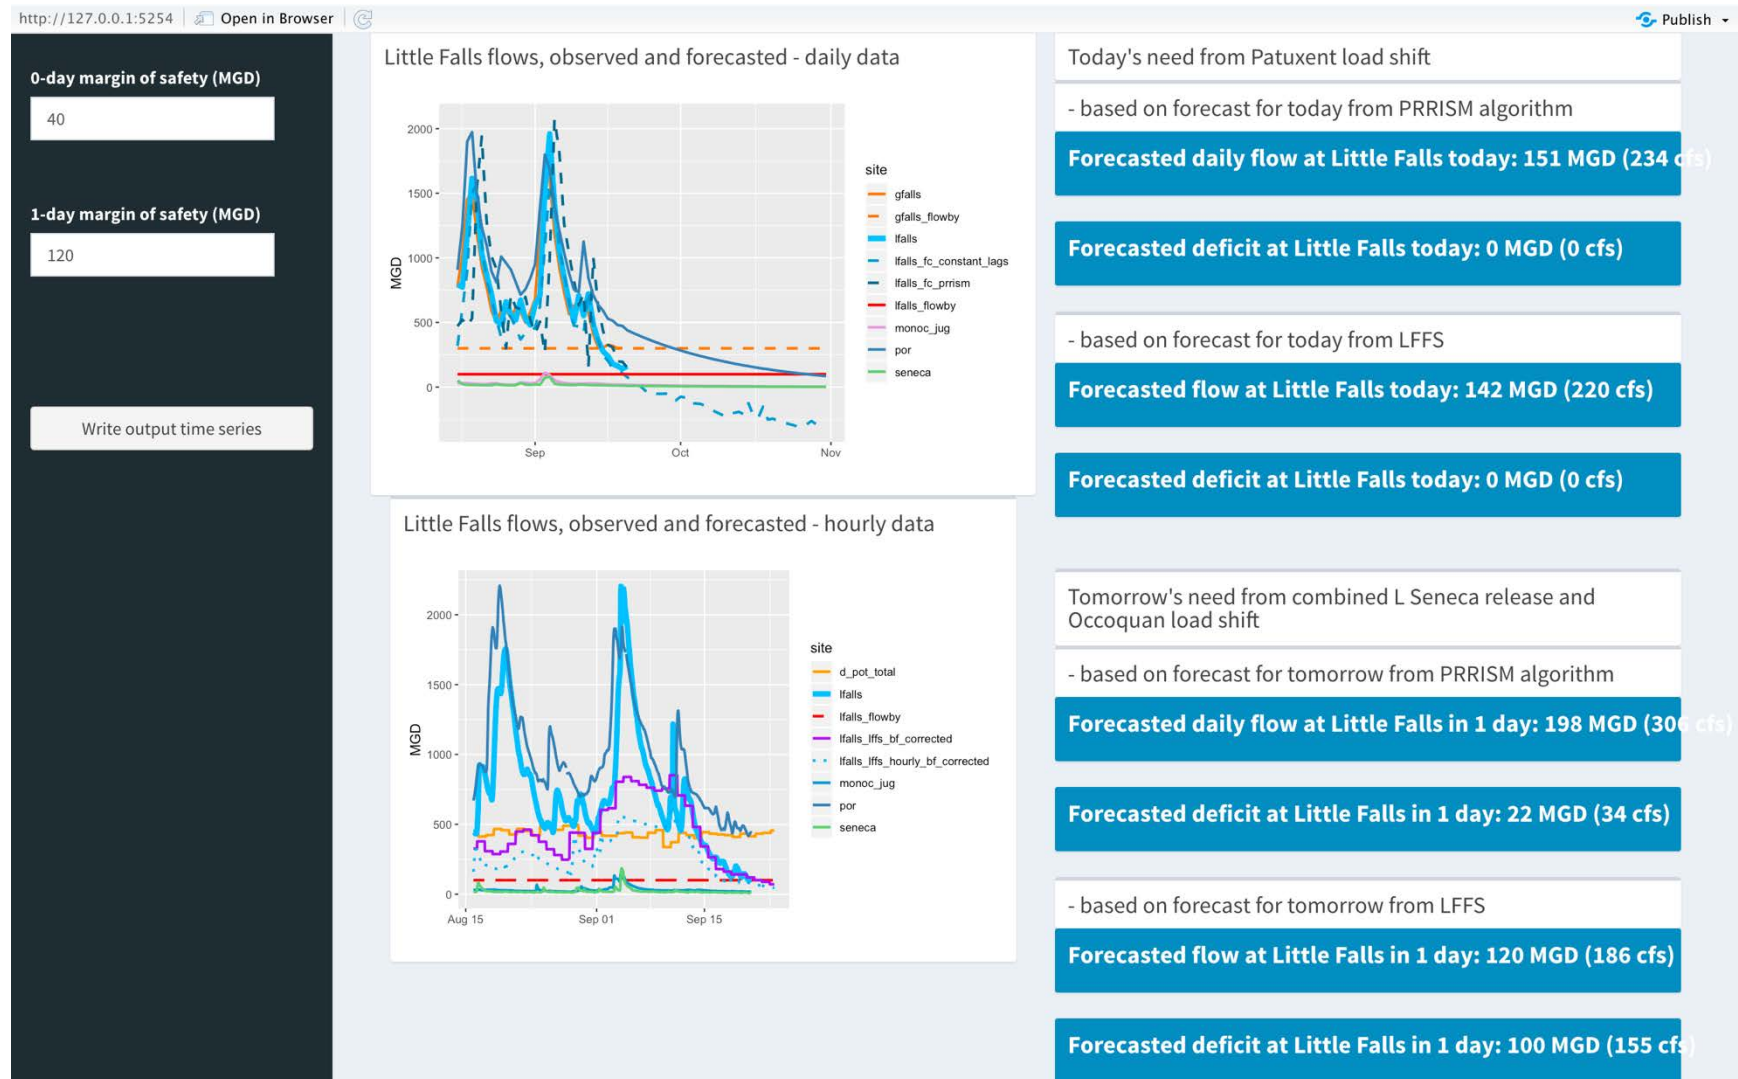 http://127.0.0.1:5254
Open in Browser
Publish
0-day margin of safety (MGD)
40
1-day margin of safety (MGD)
120
Write output time series
Little Falls flows, observed and forecasted - daily data
MGD
2000
1500
1000
500
0
Sep
Oct
Nov
site
gfalls
gfalls_flowby
lfalls
lfalls_fc_constant_lags
lfalls_fc_prrism
lfalls_flowby
monoc_jug
por
seneca
Little Falls flows, observed and forecasted - hourly data
MGD
2000
1500
1000
500
0
Aug 15
Sep 01
Sep 15
site
d_pot_total
lfalls
lfalls_flowby
lfalls_lffs_bf_corrected
lfalls_lffs_hourly_bf_corrected
monoc_jug
por
seneca
Today's need from Patuxent load shift
- based on forecast for today from PRRISM algorithm
Forecasted daily flow at Little Falls today: 151 MGD (234 cfs)
Forecasted deficit at Little Falls today: 0 MGD (0 cfs)
- based on forecast for today from LFFS
Forecasted flow at Little Falls today: 142 MGD (220 cfs)
Forecasted deficit at Little Falls today: 0 MGD (0 cfs)
Tomorrow's need from combined L Seneca release and
Occoquan load shift
- based on forecast for tomorrow from PRRISM algorithm
Forecasted daily flow at Little Falls in 1 day: 198 MGD (306 cfs)
Forecasted deficit at Little Falls in 1 day: 22 MGD (34 cfs)
- based on forecast for tomorrow from LFFS
Forecasted flow at Little Falls in 1 day: 120 MGD (186 cfs)
Forecasted deficit at Little Falls in 1 day: 100 MGD (155 cfs)